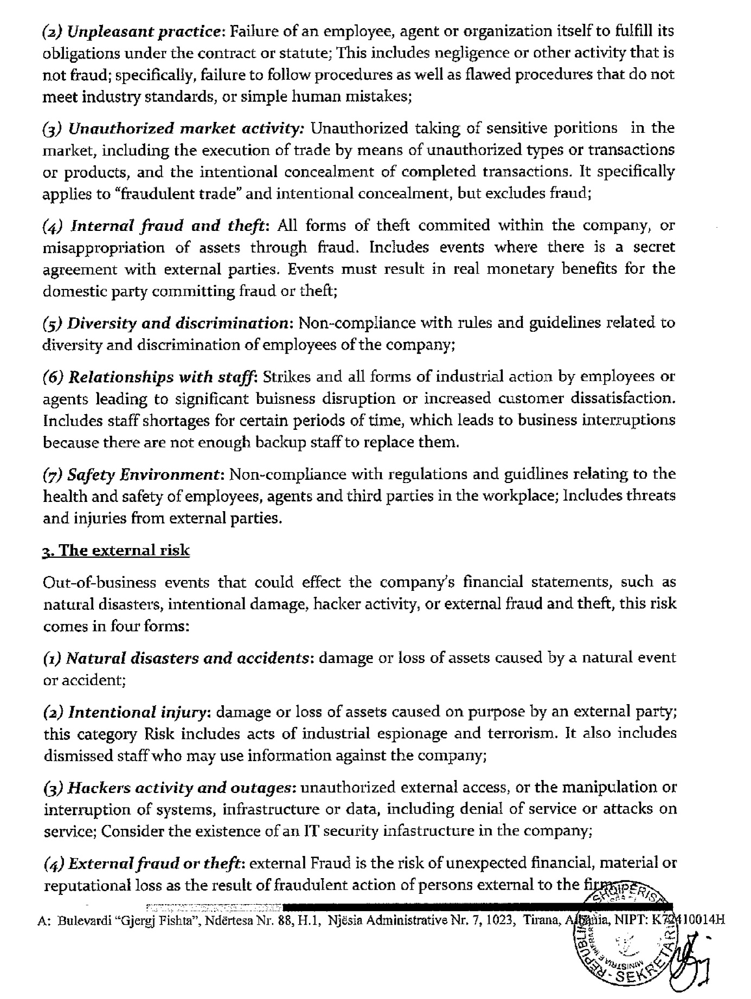 (2) Unpleasant practice: Failure of an employee, agent or organization itself to fulfill its
obligations under the contract or statute; This includes negligence or other activity that is
not fraud; specifically, failure to follow procedures as well as flawed procedures that do not
meet industry standards, or simple human mistakes;
(3) Unauthorized market activity: Unauthorized taking of sensitive poritions in the
market, including the execution of trade by means of unauthorized types or transactions
or products, and the intentional concealment of completed transactions. It specifically
applies to “fraudulent trade” and intentional concealment, but excludes fraud;
(4) Internal fraud and theft: All forms of theft commited within the company, or
misappropriation of assets through fraud. Includes events where there is a secret
agreement with external parties. Events must result in real monetary benefits for the
domestic party committing fraud or theft;
(5) Diversity and discrimination: Non-compliance with rules and guidelines related to
diversity and discrimination of employees of the company;
(6) Relationships with staff: Strikes and all forms of industrial action by employees or
agents leading to significant buisness disruption or increased customer dissatisfaction.
Includes staff shortages for certain periods of time, which leads to business interruptions
because there are not enough backup staff to replace them.
(7) Safety Environment: Non-compliance with regulations and guidlines relating to the
health and safety of employees, agents and third parties in the workplace; Includes threats
and injuries from external parties.
3. The external risk
Out-of-business events that could effect the company’s financial statements, such as
natural disasters, intentional damage, hacker activity, or external fraud and theft, this risk
comes in four forms:
(1) Natural disasters and accidents: damage or loss of assets caused by a natural event
or accident;
(2) Intentional injury: damage or loss of assets caused on purpose by an external party;
this category Risk includes acts of industrial espionage and terrorism. It also includes
dismissed staff who may use information against the company;
(3) Hackers activity and outages: unauthorized external access, or the manipulation or
interruption of systems, infrastructure or data, including denial of service or attacks on
service; Consider the existence of an IT security infastructure in the company;
(4) External fraud or theft: external Fraud is the risk of unexpected financial, material or
reputational loss as the result of fraudulent action of persons external to the firm
A: Bulevardi “Gjergj Fishta”, Ndërtesa Nr. 88, H.1, Njësia Administrative Nr. 7, 1023, Tirana, Albania, NIPT: K72410014H
SHQIPERISE
REPUBLIKA
MINISTRIA E
SEKRETARI